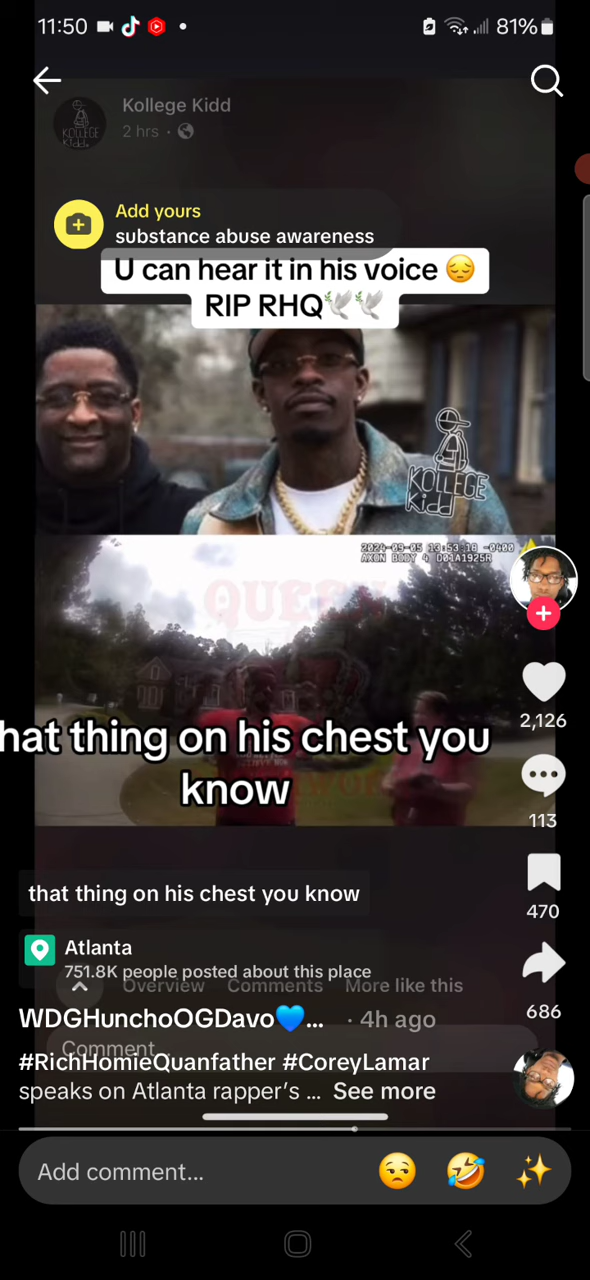 11:50
81%
Kollege Kidd
2 hrs
Add yours
substance abuse awareness
U can hear it in his voice 😔
RIP RHQ🕊️🕊️
KOLLEGE
Kidd
2024-09-05 13:53:18 -0400
AXON BODY 4 D01A1925R
QUEEN
hat thing on his chest you
know
2,126
113
that thing on his chest you know
470
Atlanta
751.8K people posted about this place
Overview Comments More like this
686
WDGHunchoOGDavo💙... · 4h ago
Comment
#RichHomieQuanfather #CoreyLamar
speaks on Atlanta rapper's ... See more
Add comment...